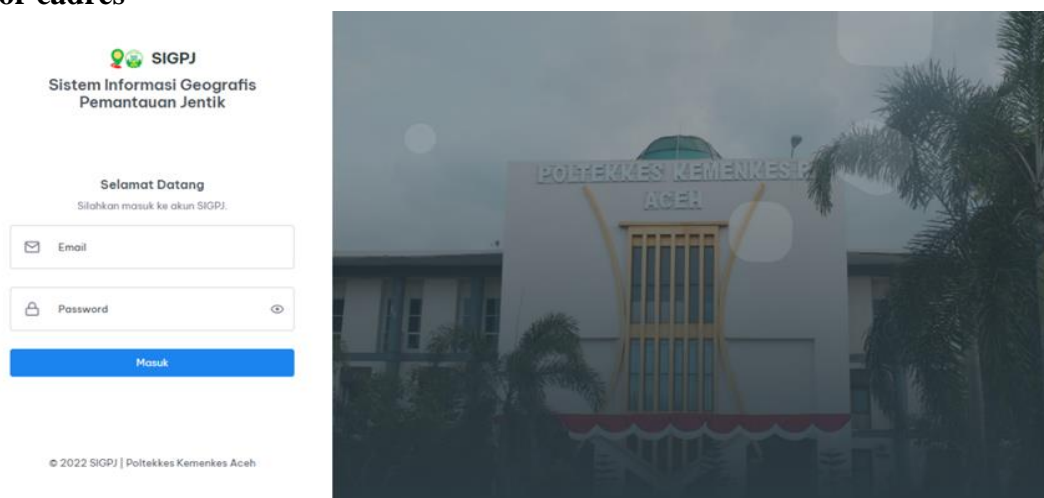 or cadres
SIGPJ
Sistem Informasi Geografis
Pemantauan Jentik
Selamat Datang
Silahkan masuk ke akun SIGPJ.
Email
Password
Masuk
© 2022 SIGPJ | Poltekkes Kemenkes Aceh
POLTEKKES KEMENKES
ACEH